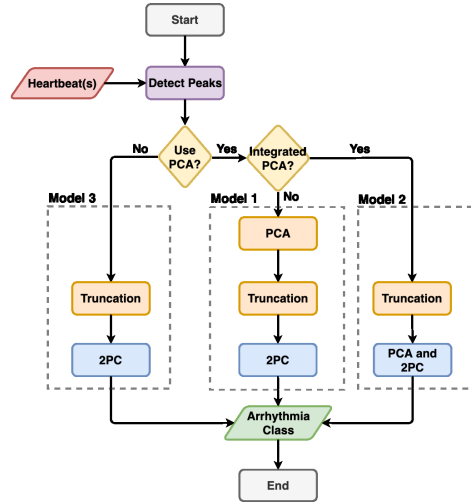 Start
Heartbeat(s)
Detect Peaks
No
Use
PCA?
Yes
Integrated
PCA?
Yes
No
Model 3
Model 1
Model 2
PCA
Truncation
Truncation
Truncation
2PC
2PC
PCA and
2PC
Arrhythmia
Class
End